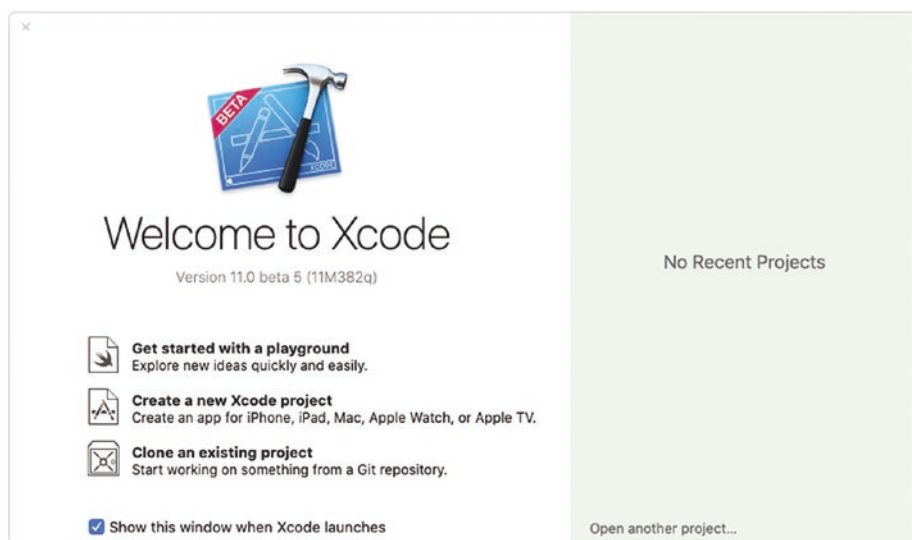 BETA
XCODE
Welcome to Xcode
Version 11.0 beta 5 (11M382q)
Get started with a playground
Explore new ideas quickly and easily.
Create a new Xcode project
Create an app for iPhone, iPad, Mac, Apple Watch, or Apple TV.
Clone an existing project
Start working on something from a Git repository.
Show this window when Xcode launches
No Recent Projects
Open another project...